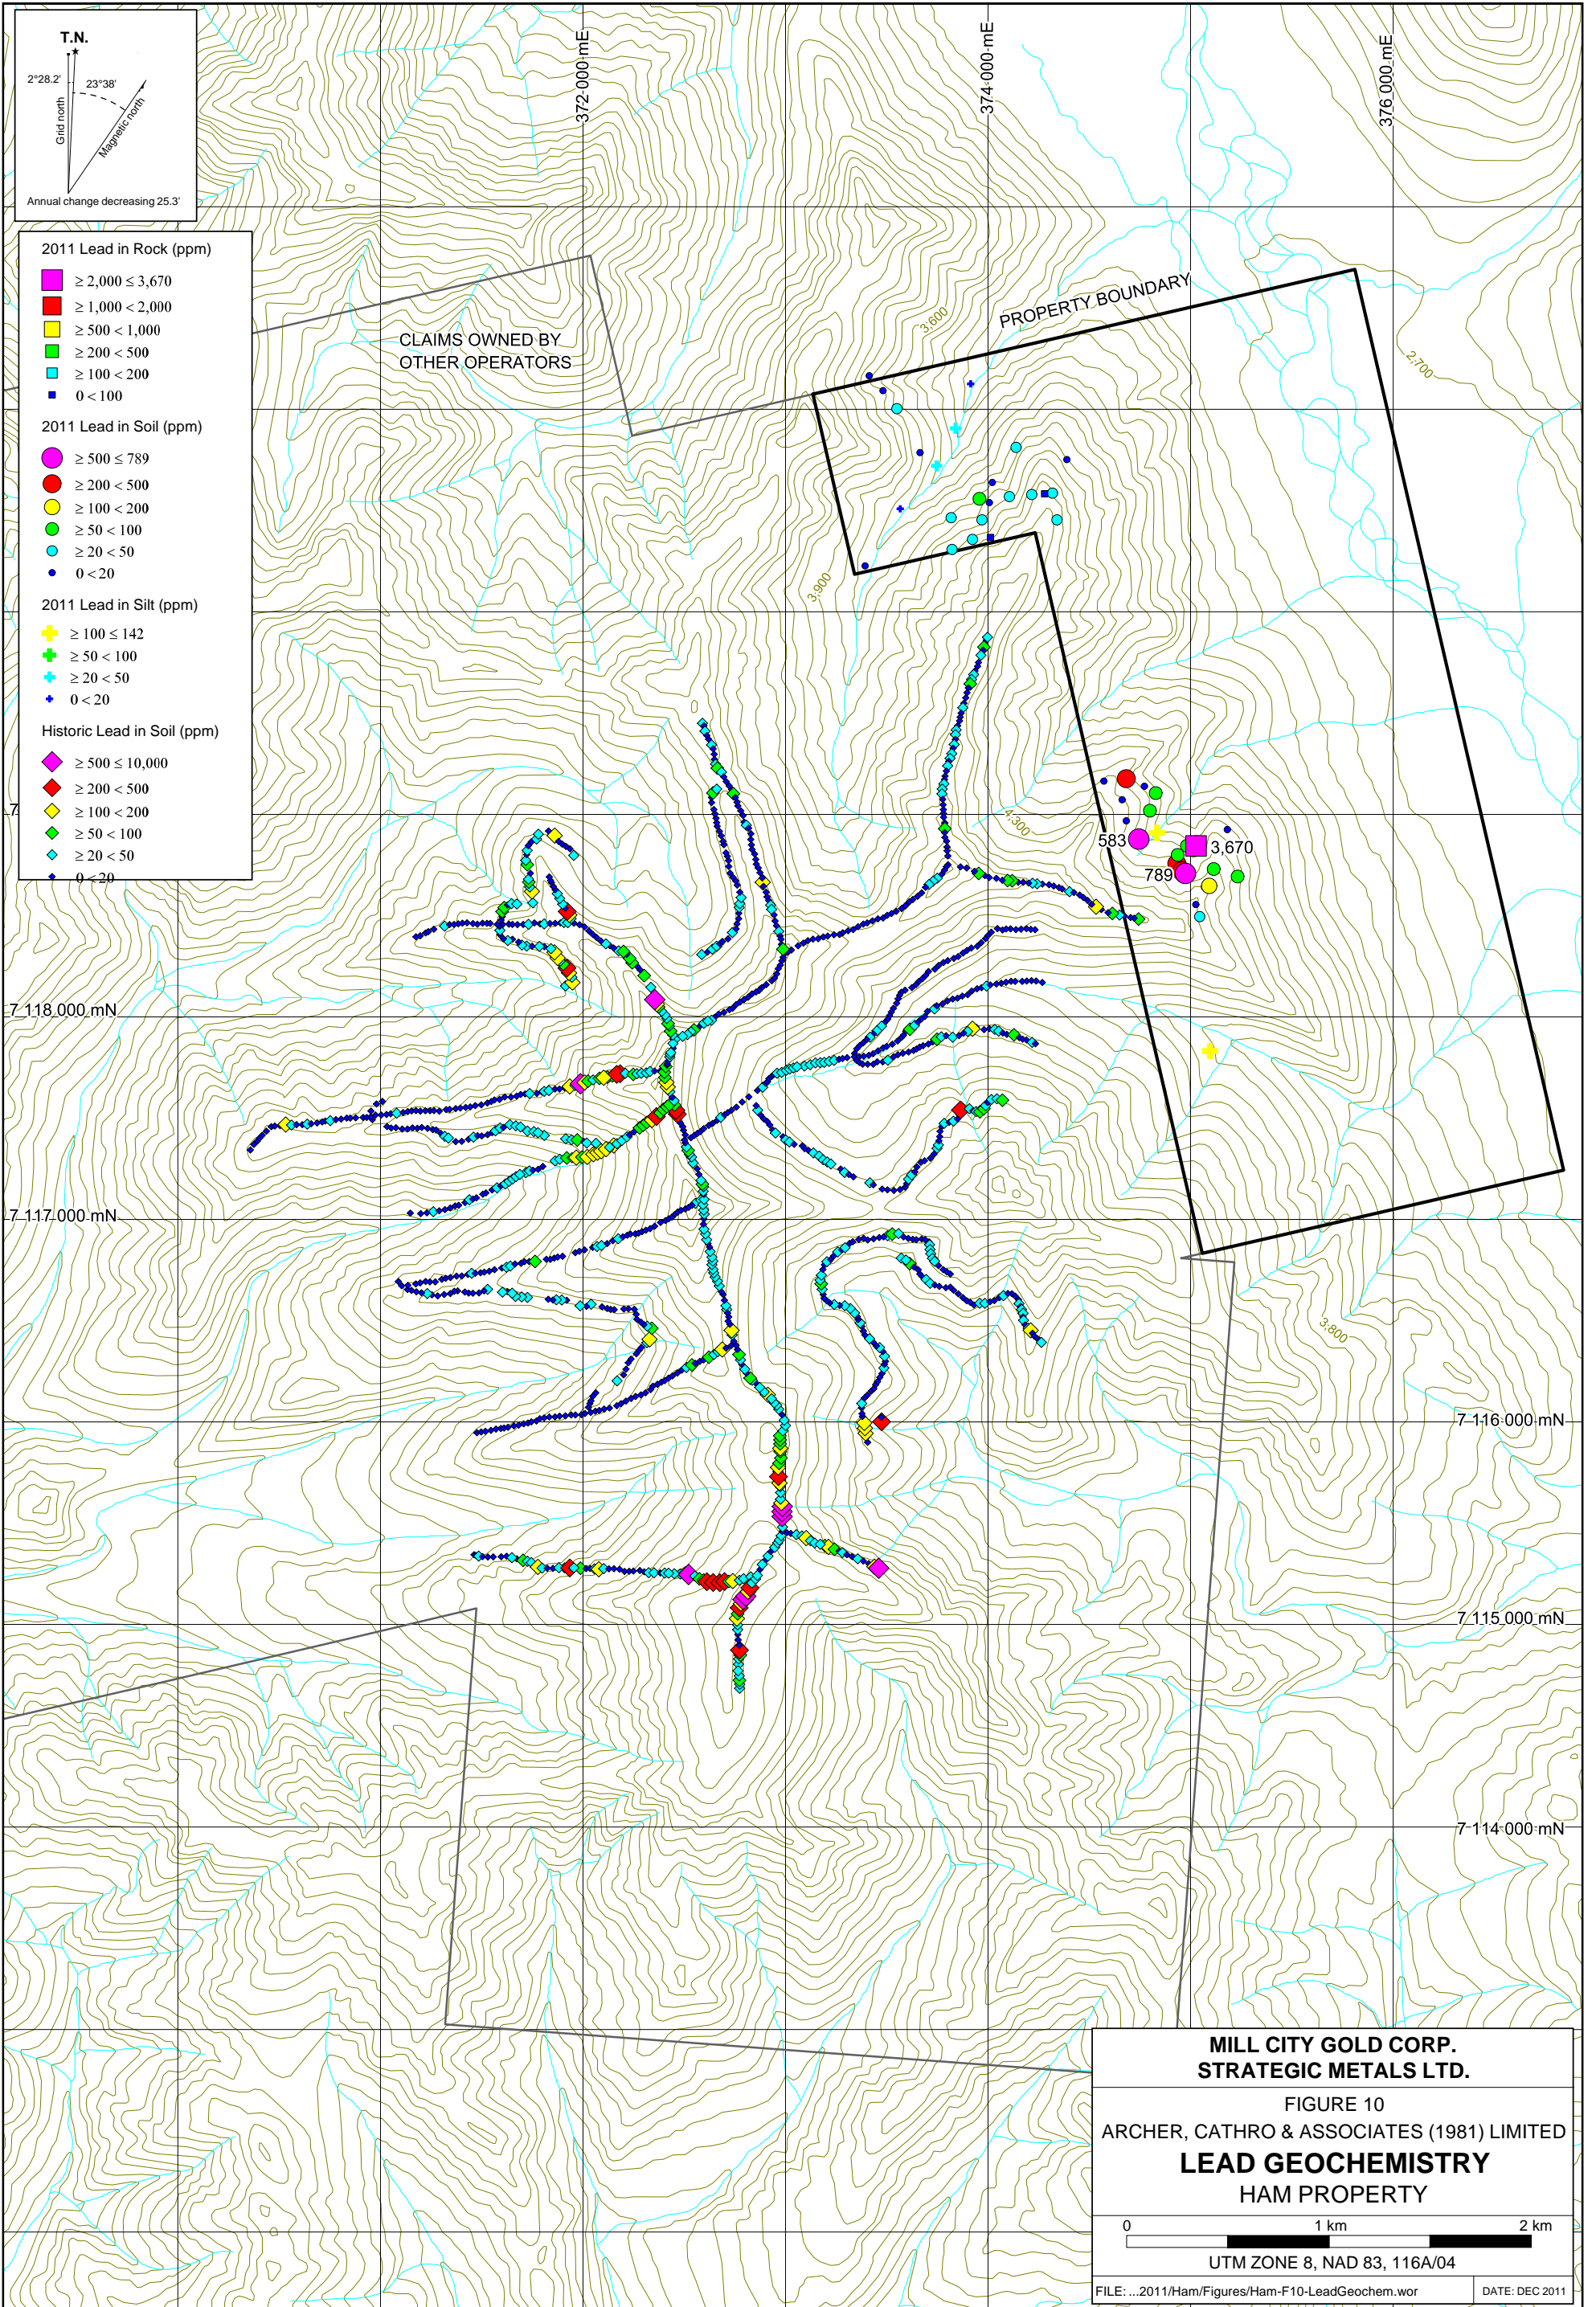 T.N.
2°28.2'
23°38'
Grid north
Magnetic north
Annual change decreasing 25.3'
372 000 mE
374 000 mE
376 000 mE
2011 Lead in Rock (ppm)
≥ 2,000 ≤ 3,670
≥ 1,000 < 2,000
≥ 500 < 1,000
≥ 200 < 500
≥ 100 < 200
0 < 100
2011 Lead in Soil (ppm)
≥ 500 ≤ 789
≥ 200 < 500
≥ 100 < 200
≥ 50 < 100
≥ 20 < 50
0 < 20
2011 Lead in Silt (ppm)
≥ 100 ≤ 142
≥ 50 < 100
≥ 20 < 50
0 < 20
Historic Lead in Soil (ppm)
≥ 500 ≤ 10,000
≥ 200 < 500
≥ 100 < 200
≥ 50 < 100
≥ 20 < 50
0 < 20
CLAIMS OWNED BY
OTHER OPERATORS
PROPERTY BOUNDARY
3,600
2,700
3,900
4,300
583
3,670
789
7
7 118 000 mN
7 117 000 mN
3,800
7 116 000 mN
7 115 000 mN
7 114 000 mN
MILL CITY GOLD CORP.
STRATEGIC METALS LTD.
FIGURE 10
ARCHER, CATHRO & ASSOCIATES (1981) LIMITED
LEAD GEOCHEMISTRY
HAM PROPERTY
0 1 km 2 km
UTM ZONE 8, NAD 83, 116A/04
FILE: ...2011/Ham/Figures/Ham-F10-LeadGeochem.wor
DATE: DEC 2011